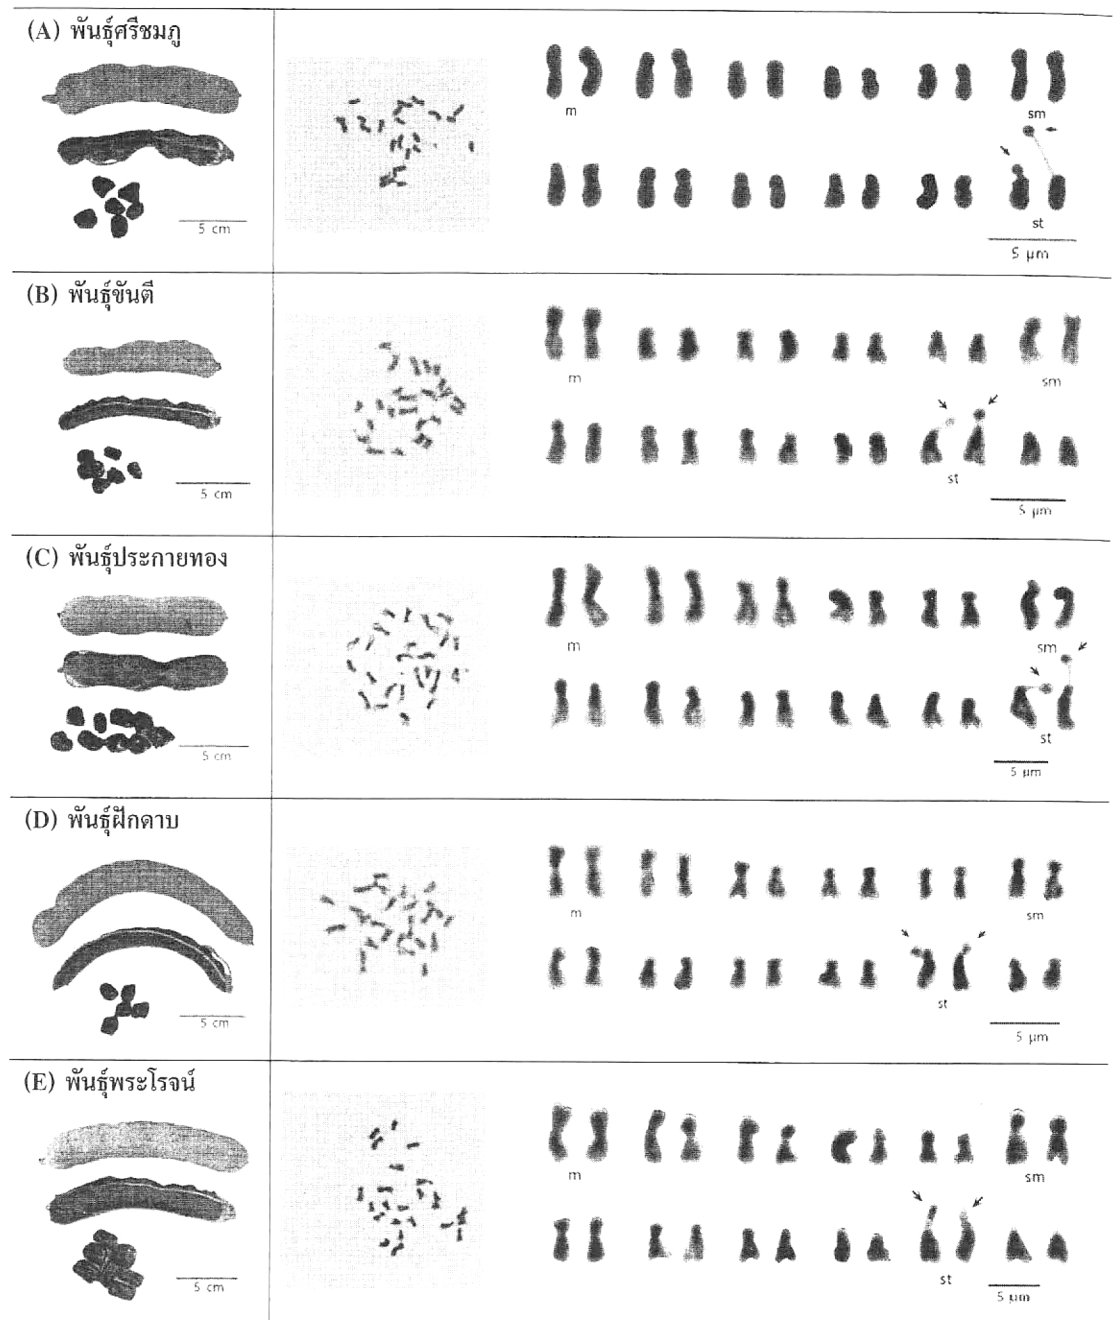 (A) พันธุ์ศรีชมภู
m
sm
st
5 cm
5 µm
(B) พันธุ์ขันตี
m
sm
st
5 cm
5 µm
(C) พันธุ์ประกายทอง
m
sm
st
5 cm
5 µm
(D) พันธุ์ฝักดาบ
m
sm
st
5 cm
5 µm
(E) พันธุ์พระโรจน์
m
sm
st
5 cm
5 µm